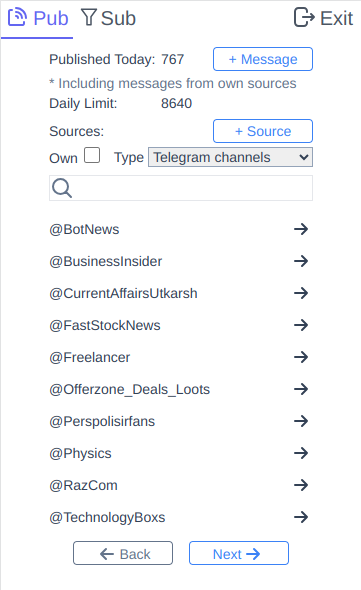 Pub Sub Exit
Published Today: 767 + Message
* Including messages from own sources
Daily Limit: 8640
Sources: + Source
Own Type Telegram channels
@BotNews
@BusinessInsider
@CurrentAffairsUtkarsh
@FastStockNews
@Freelancer
@Offerzone_Deals_Loots
@Perspolisirfans
@Physics
@RazCom
@TechnologyBoxs
Back Next